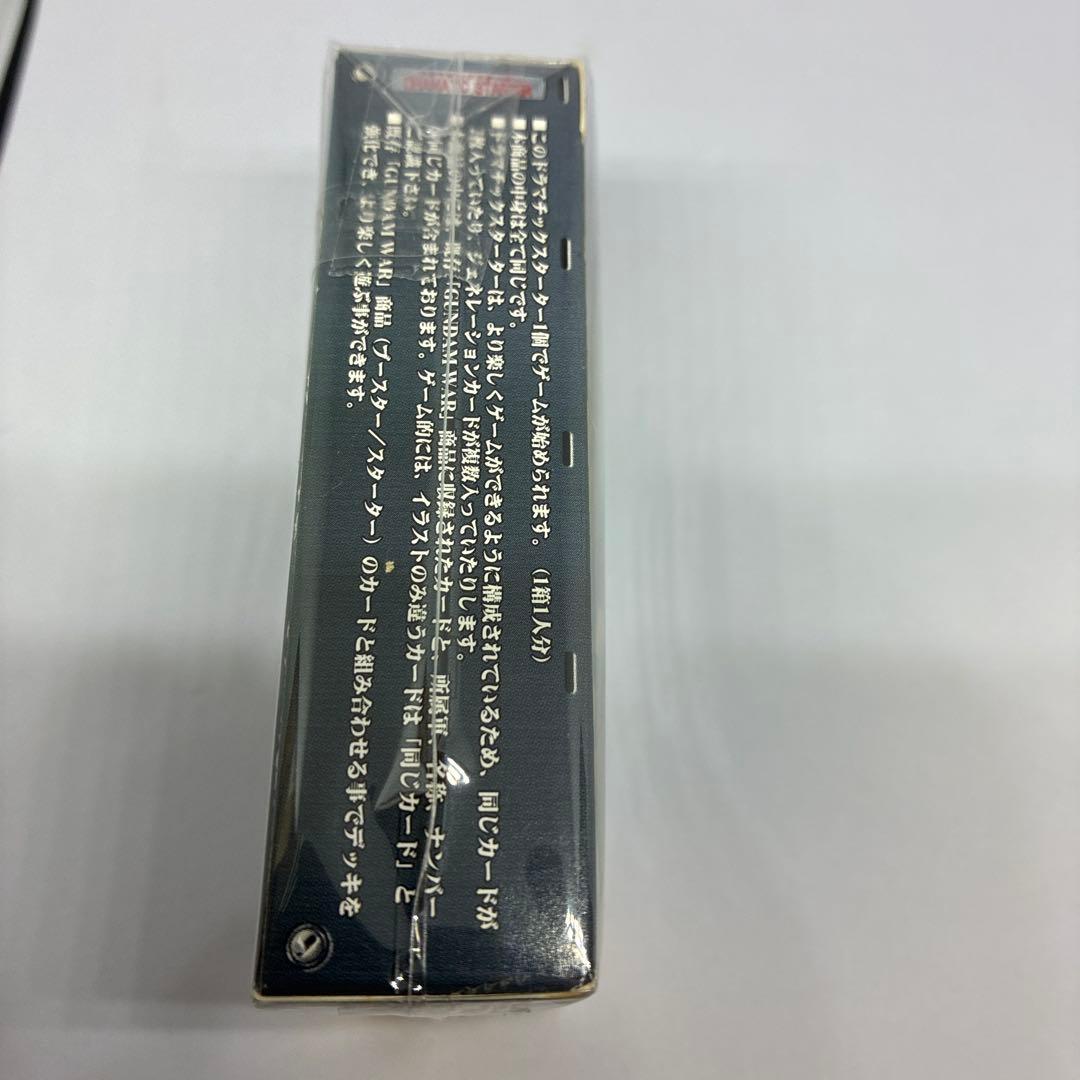 ■このドラマチックスターター1個でゲームが始められます。（1箱1人分）
■本商品の中身は全て同じです。
■ドラマチックスターターは、より楽しくゲームができるように構成されているため、同じカードが
入っていたり、ジェネレーションカードが複数入っていたりします。
既存「GUNDAM WAR」商品に収録されたカードと、所属軍、名称、ナンバー
同じカードが含まれております。ゲーム的には、イラストのみ違うカードは「同じカード」と
ご認識下さい。
■既存「GUNDAM WAR」商品（ブースター/スターター）のカードと組み合わせる事でデッキを
強化でき、より楽しく遊ぶ事ができます。